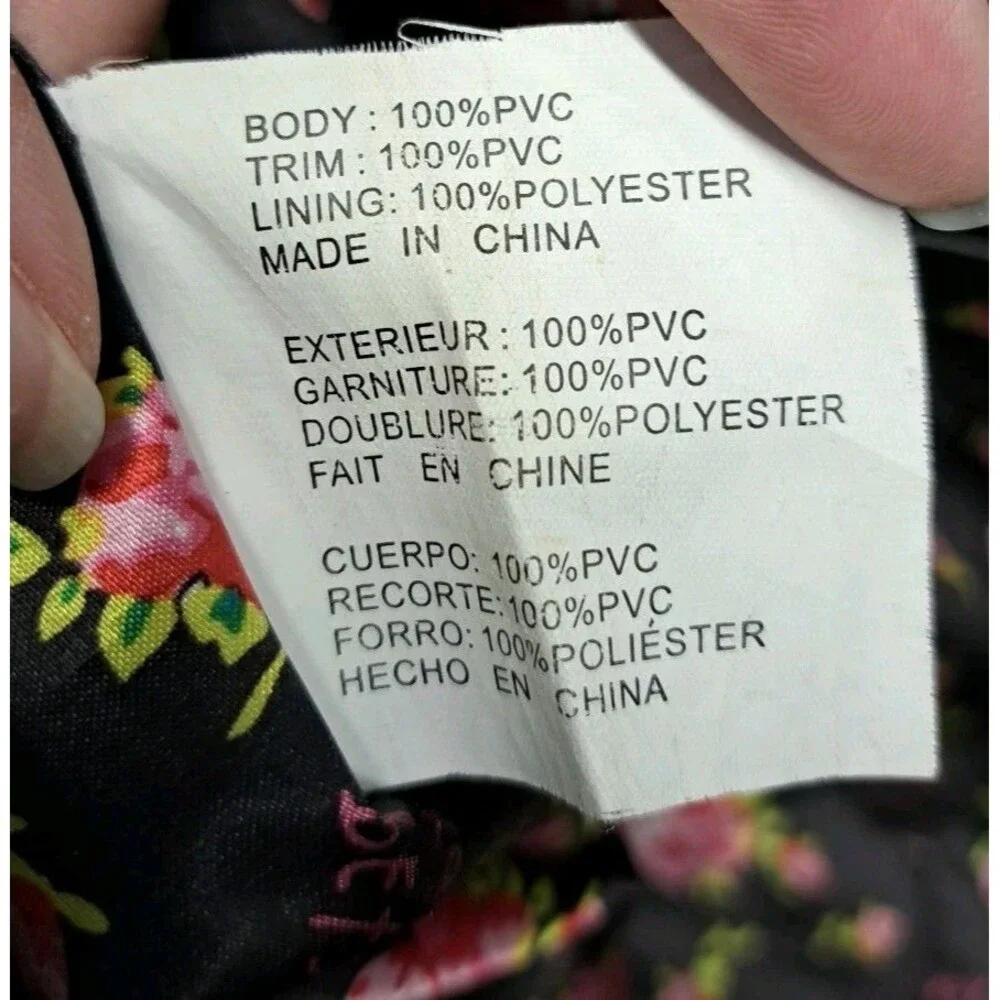 BODY : 100%PVC
TRIM : 100%PVC
LINING: 100%POLYESTER
MADE IN CHINA
EXTERIEUR : 100%PVC
GARNITURE: 100%PVC
DOUBLURE: 100%POLYESTER
FAIT EN CHINE
CUERPO: 100%PVC
RECORTE:100%PVC
FORRO: 100%POLIÉSTER
HECHO EN CHINA